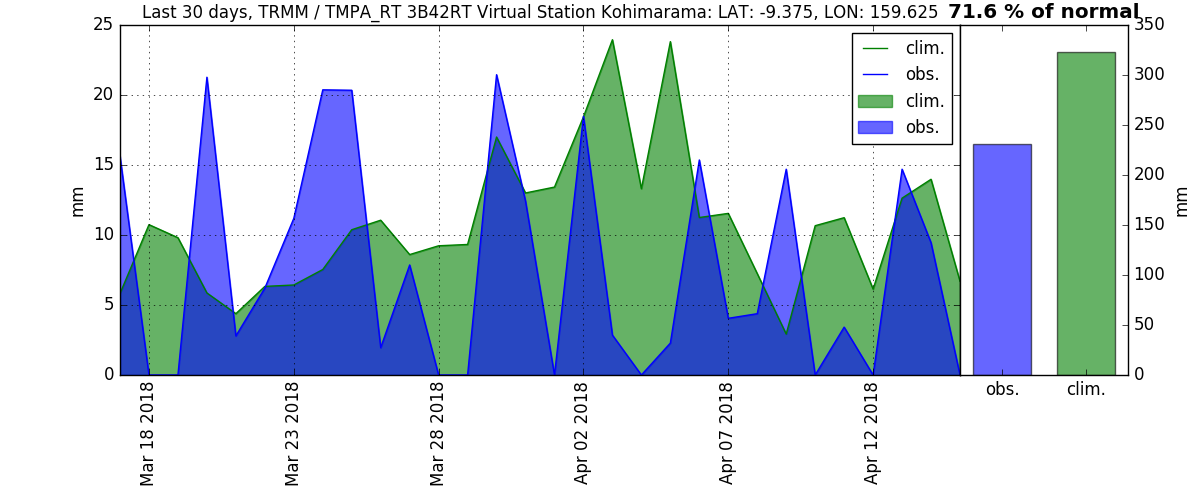 Last 30 days, TRMM / TMPA_RT 3B42RT Virtual Station Kohimarama: LAT: -9.375, LON: 159.625 71.6 % of normal
25
20
15
10
5
0
mm
clim.
obs.
clim.
obs.
350
300
250
200
150
100
50
0
mm
obs. clim.
Mar 18 2018
Mar 23 2018
Mar 28 2018
Apr 02 2018
Apr 07 2018
Apr 12 2018